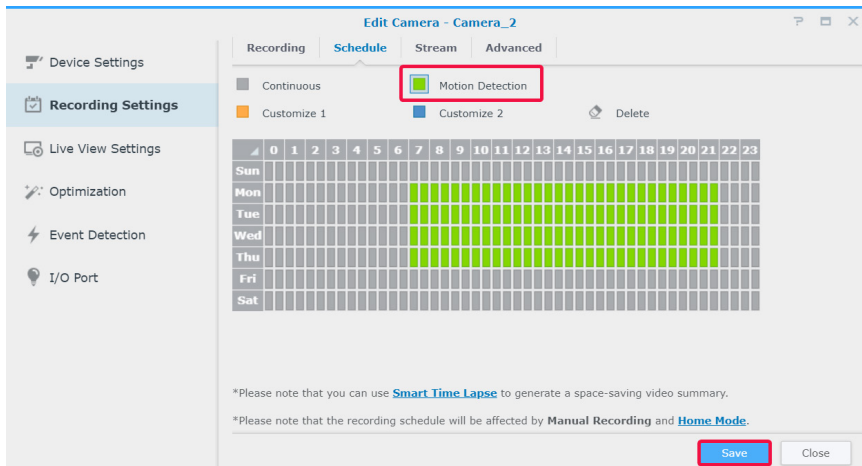 Edit Camera - Camera_2
Device Settings
Recording Settings
Live View Settings
Optimization
Event Detection
I/O Port
Recording Schedule Stream Advanced
Continuous Motion Detection
Customize 1 Customize 2 Delete
0 1 2 3 4 5 6 7 8 9 10 11 12 13 14 15 16 17 18 19 20 21 22 23
Sun
Mon
Tue
Wed
Thu
Fri
Sat
*Please note that you can use Smart Time Lapse to generate a space-saving video summary.
*Please note that the recording schedule will be affected by Manual Recording and Home Mode.
Save Close